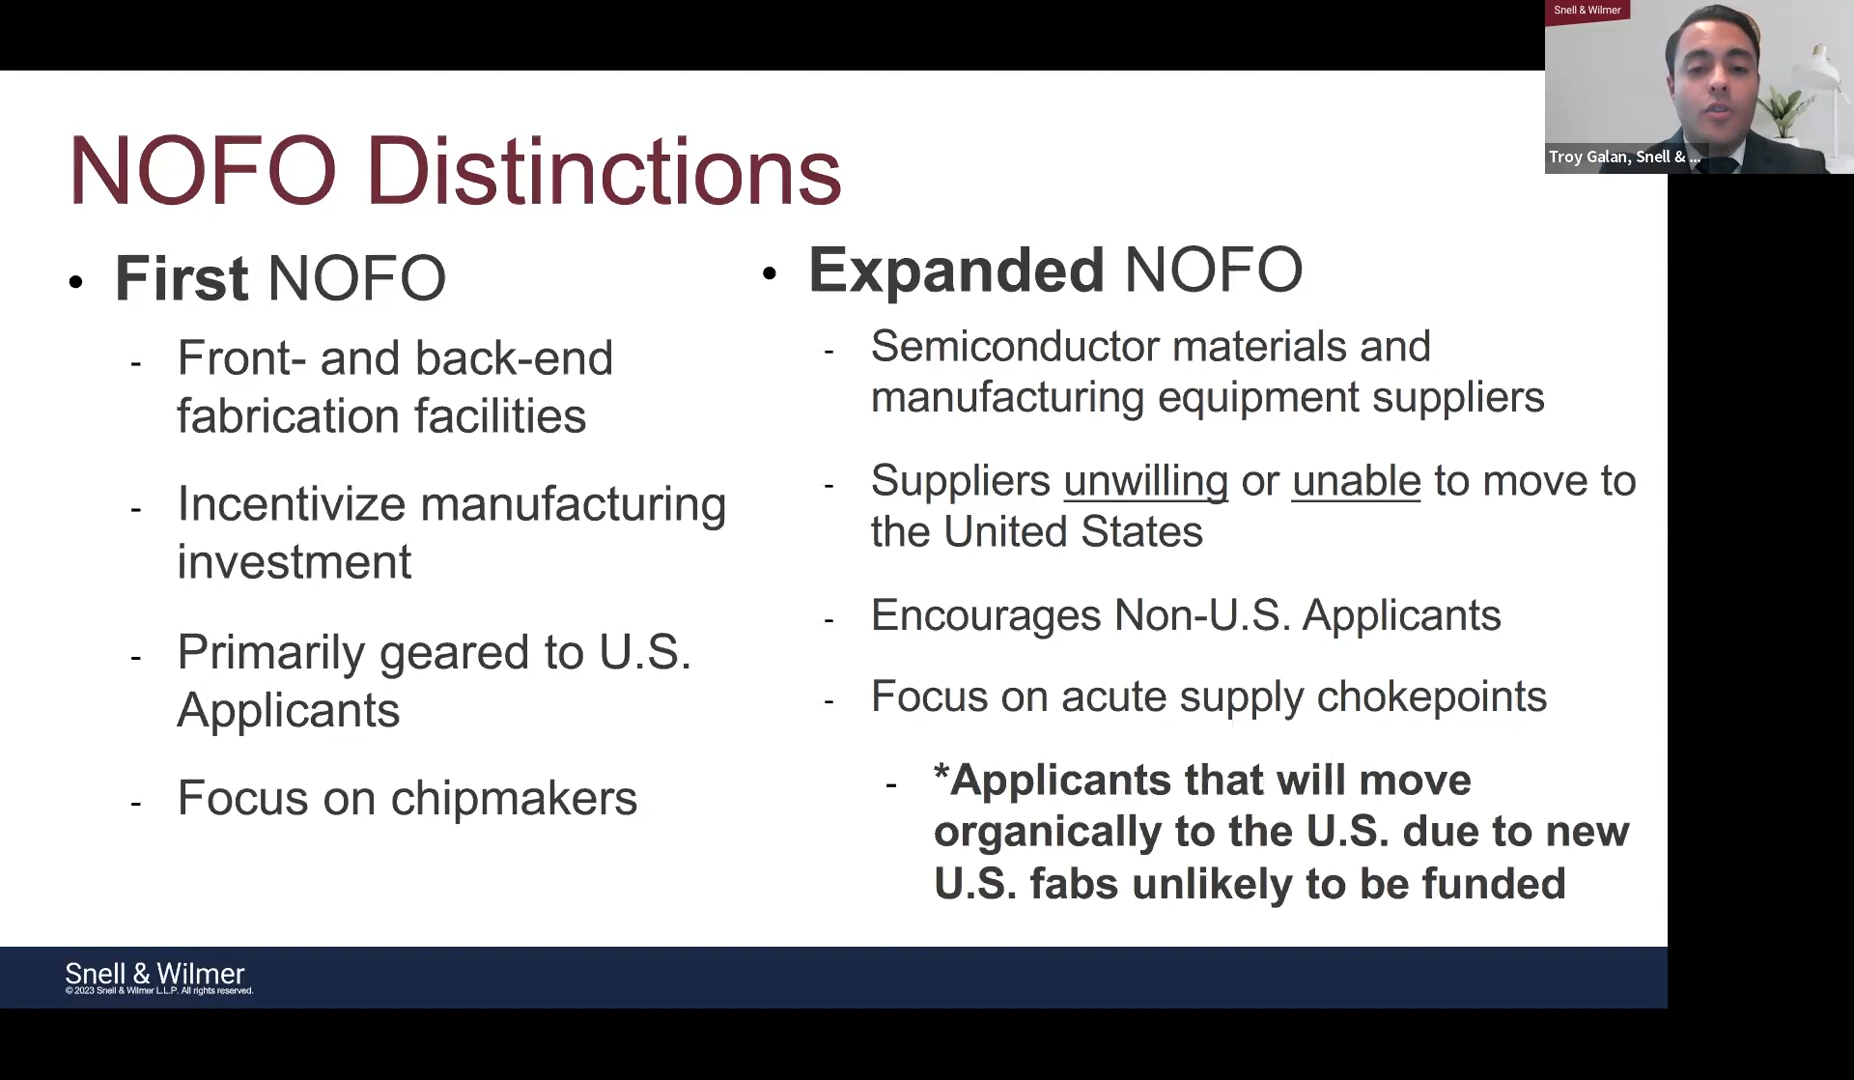 Snell & Wilmer
Troy Galan, Snell & ...
NOFO Distinctions
• First NOFO
- Front- and back-end
fabrication facilities
- Incentivize manufacturing
investment
- Primarily geared to U.S.
Applicants
- Focus on chipmakers
• Expanded NOFO
- Semiconductor materials and
manufacturing equipment suppliers
- Suppliers unwilling or unable to move to
the United States
- Encourages Non-U.S. Applicants
- Focus on acute supply chokepoints
- *Applicants that will move
organically to the U.S. due to new
U.S. fabs unlikely to be funded
Snell & Wilmer
© 2023 Snell & Wilmer L.L.P. All rights reserved.